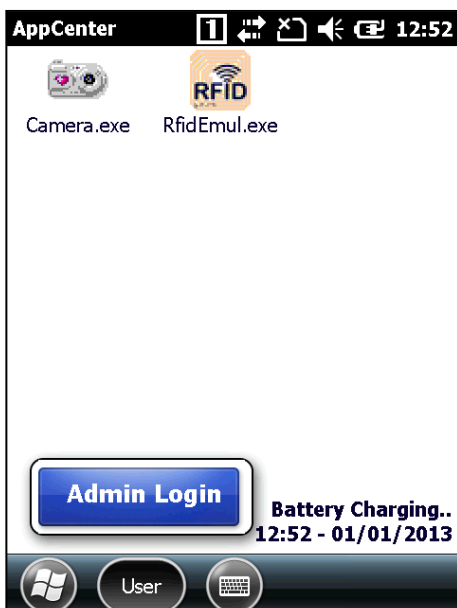 AppCenter 1 12:52
RFID
Camera.exe RfidEmul.exe
Admin Login
Battery Charging..
12:52 - 01/01/2013
User